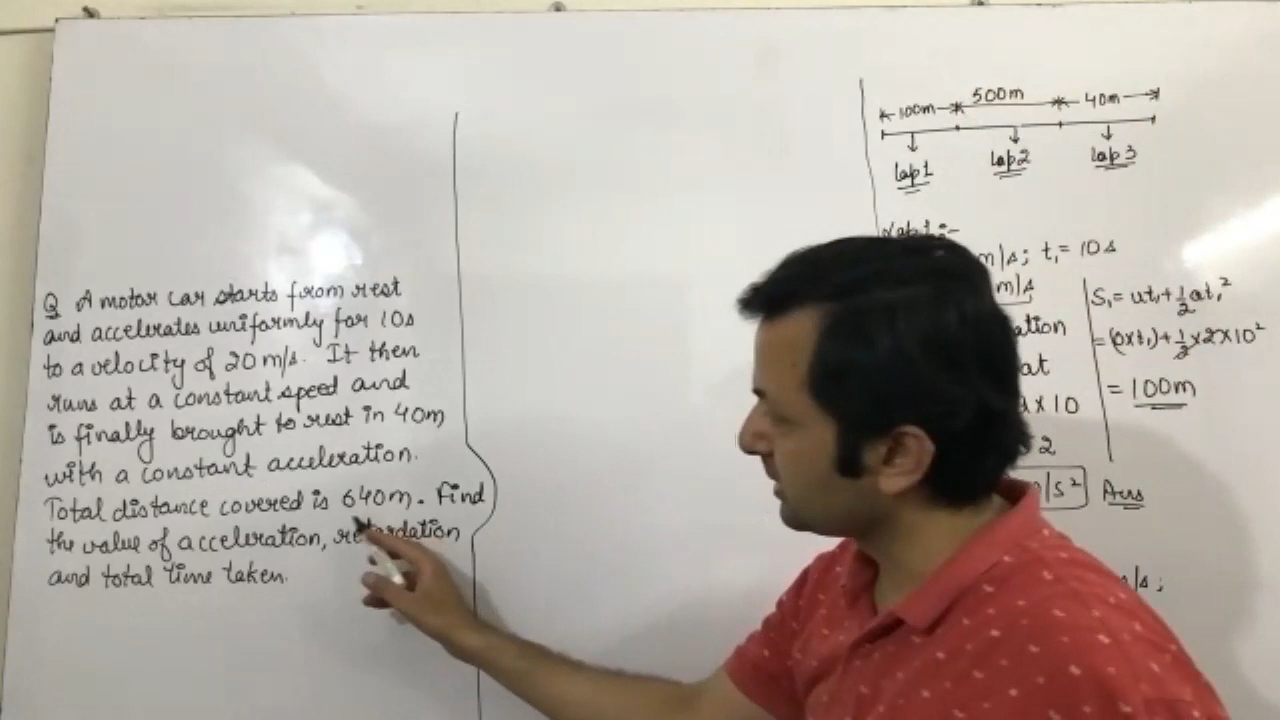 Q A motor car starts from rest
and accelerates uniformly for 10s
to a velocity of 20 m/s. It then
runs at a constant speed and
is finally brought to rest in 40m
with a constant acceleration.
Total distance covered is 640m. Find
the value of acceleration, retardation
and total time taken.
100m 500m 40m
lap1 lap2 lap3
m/s; t₁ = 10s
m/s
S₁ = ut₁ + 1/2 at₁²
= (0×t₁) + 1/2 × 2 × 10²
at
= 100m
× 10
2
m/s² Ans